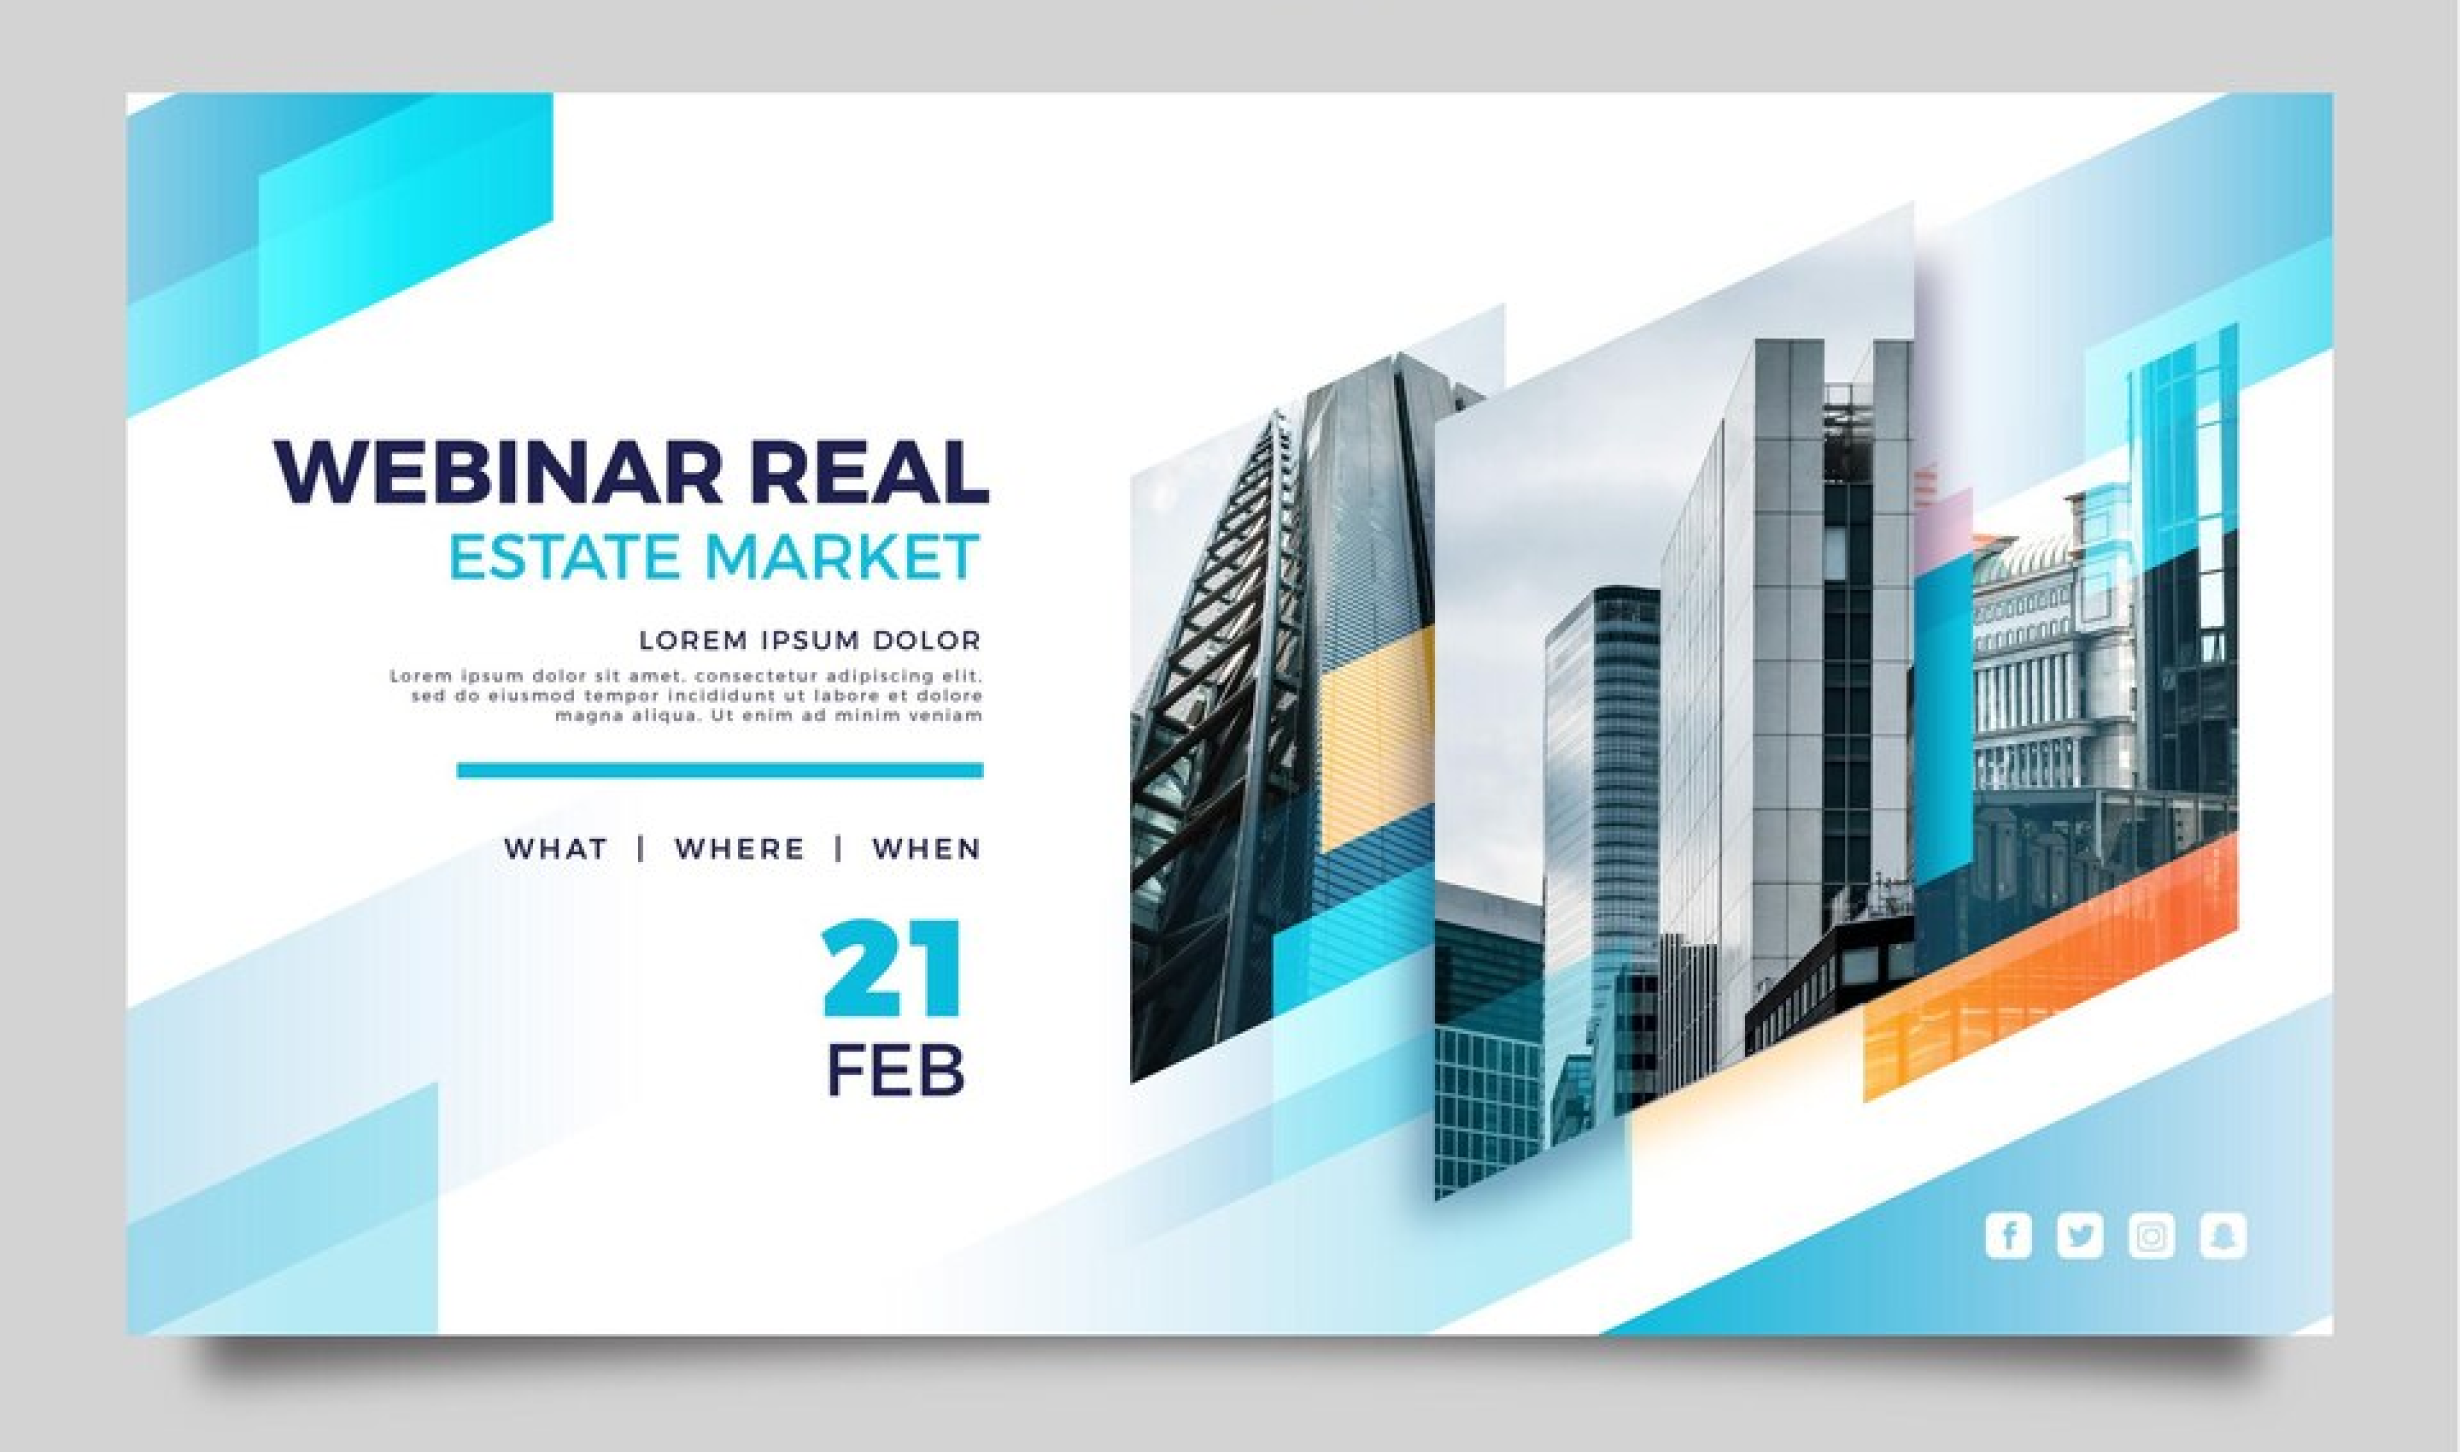 WEBINAR REAL
ESTATE MARKET
LOREM IPSUM DOLOR
Lorem ipsum dolor sit amet, consectetur adipiscing elit,
sed do eiusmod tempor incididunt ut labore et dolore
magna aliqua. Ut enim ad minim veniam
WHAT | WHERE | WHEN
21
FEB